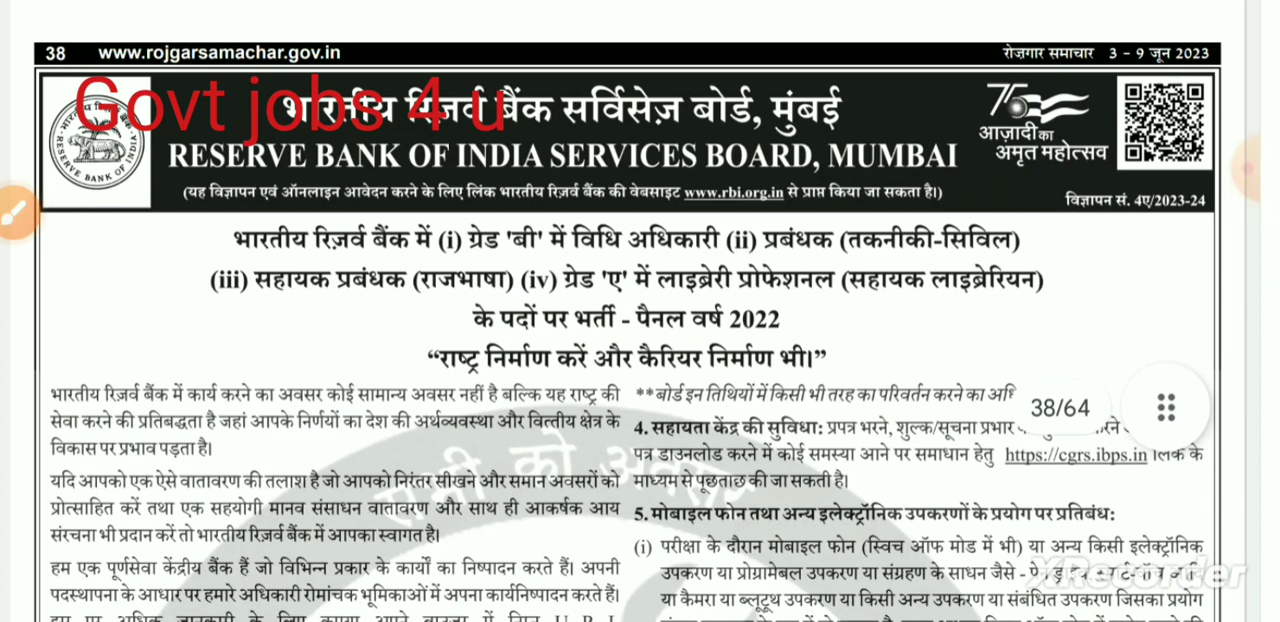 38 www.rojgarsamachar.gov.in रोज़गार समाचार 3 - 9 जून 2023
Govt jobs 4 u
भारतीय रिज़र्व बैंक सर्विसेज़ बोर्ड, मुंबई
RESERVE BANK OF INDIA SERVICES BOARD, MUMBAI
(यह विज्ञापन एवं ऑनलाइन आवेदन करने के लिए लिंक भारतीय रिज़र्व बैंक की वेबसाइट www.rbi.org.in से प्राप्त किया जा सकता है।)
RESERVE BANK OF INDIA
75
आज़ादी का
अमृत महोत्सव
विज्ञापन सं. 4ए/2023-24
भारतीय रिज़र्व बैंक में (i) ग्रेड 'बी' में विधि अधिकारी (ii) प्रबंधक (तकनीकी-सिविल)
(iii) सहायक प्रबंधक (राजभाषा) (iv) ग्रेड 'ए' में लाइब्रेरी प्रोफेशनल (सहायक लाइब्रेरियन)
के पदों पर भर्ती - पैनल वर्ष 2022
“राष्ट्र निर्माण करें और कैरियर निर्माण भी।”
भारतीय रिज़र्व बैंक में कार्य करने का अवसर कोई सामान्य अवसर नहीं है बल्कि यह राष्ट्र की
सेवा करने की प्रतिबद्धता है जहां आपके निर्णयों का देश की अर्थव्यवस्था और वित्तीय क्षेत्र के
विकास पर प्रभाव पड़ता है।
यदि आपको एक ऐसे वातावरण की तलाश है जो आपको निरंतर सीखने और समान अवसरों को
प्रोत्साहित करें तथा एक सहयोगी मानव संसाधन वातावरण और साथ ही आकर्षक आय
संरचना भी प्रदान करें तो भारतीय रिज़र्व बैंक में आपका स्वागत है।
हम एक पूर्णसेवा केंद्रीय बैंक हैं जो विभिन्न प्रकार के कार्यों का निष्पादन करते हैं। अपनी
पदस्थापना के आधार पर हमारे अधिकारी रोमांचक भूमिकाओं में अपना कार्यनिष्पादन करते हैं।
**बोर्ड इन तिथियों में किसी भी तरह का परिवर्तन करने का
38/64
4. सहायता केंद्र की सुविधा: प्रपत्र भरने, शुल्क/सूचना प्रभार
पत्र डाउनलोड करने में कोई समस्या आने पर समाधान हेतु https://cgrs.ibps.in लिंक के
माध्यम से पूछताछ की जा सकती है।
5. मोबाइल फोन तथा अन्य इलेक्ट्रॉनिक उपकरणों के प्रयोग पर प्रतिबंध:
(i) परीक्षा के दौरान मोबाइल फोन (स्विच ऑफ मोड में भी) या अन्य किसी इलेक्ट्रॉनिक
उपकरण या प्रोग्रामेबल उपकरण या संग्रहण के साधन जैसे -
या कैमरा या ब्लूटूथ उपकरण या किसी अन्य उपकरण या संबंधित उपकरण जिसका प्रयोग
सभी को अवसर
XRecorder